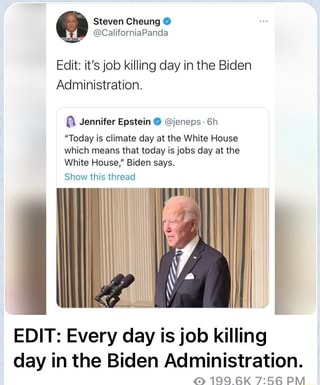 Steven Cheung
@CaliforniaPanda
Edit: it's job killing day in the Biden
Administration.
Jennifer Epstein @jeneps · 6h
"Today is climate day at the White House
which means that today is jobs day at the
White House," Biden says.
Show this thread
EDIT: Every day is job killing
day in the Biden Administration.
199.6K 7:56 PM